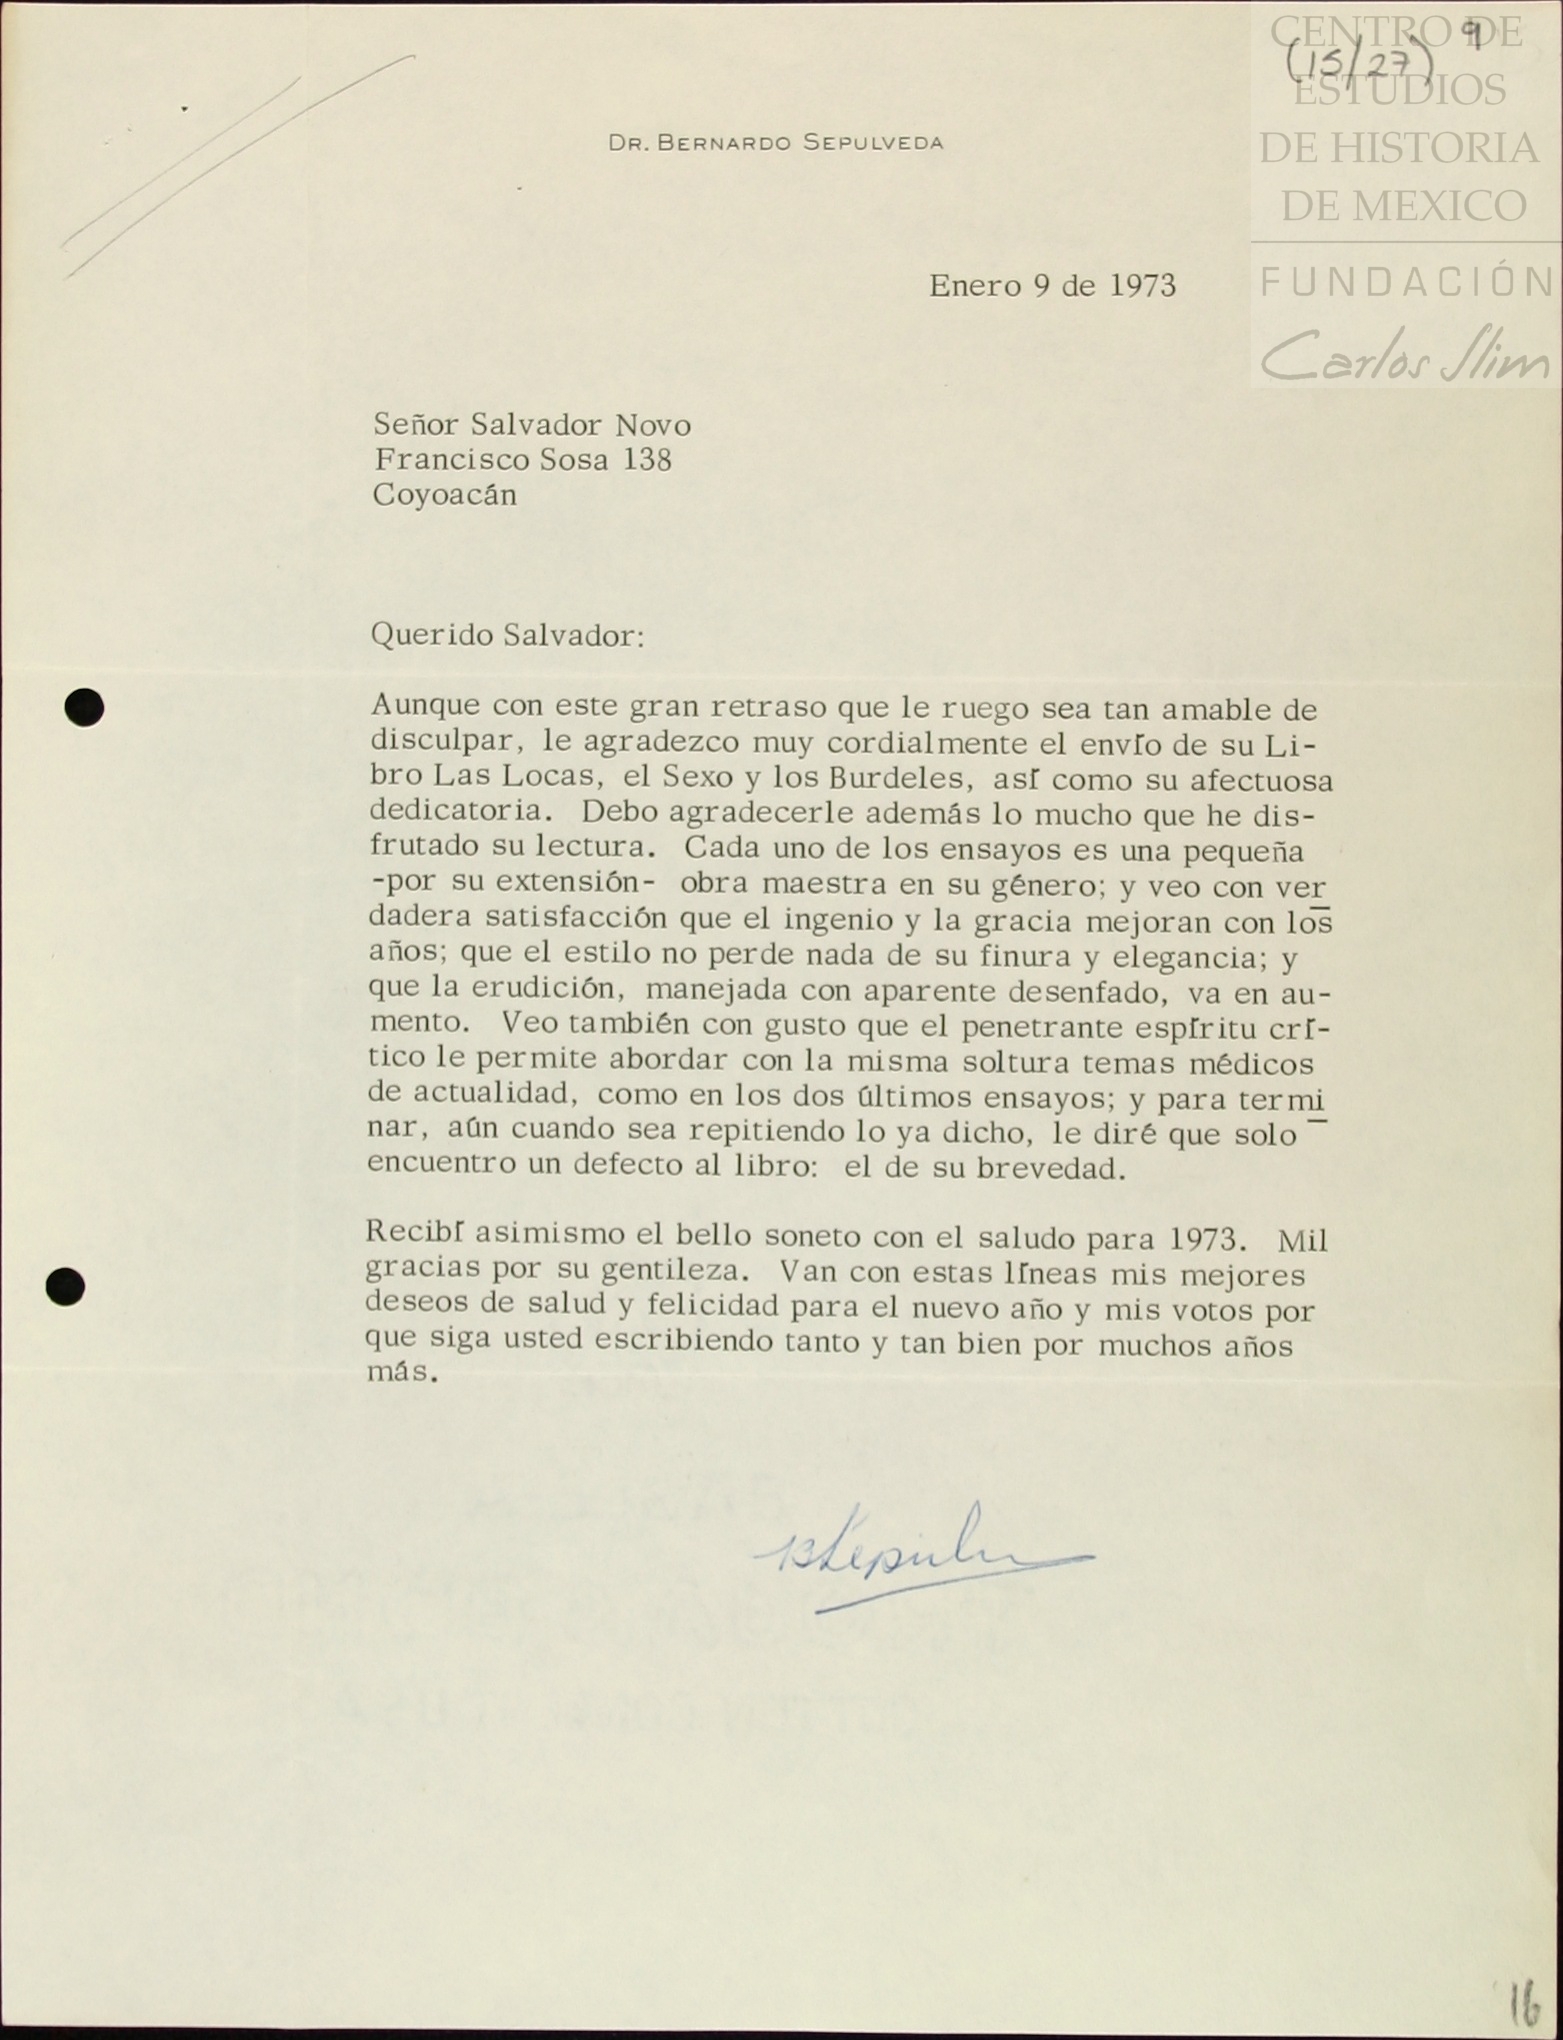 CENTRO DE
ESTUDIOS
DE HISTORIA
DE MEXICO
FUNDACIÓN
Carlos Slim
9
(15/27)
DR. BERNARDO SEPULVEDA
Enero 9 de 1973
Señor Salvador Novo
Francisco Sosa 138
Coyoacán
Querido Salvador:
Aunque con este gran retraso que le ruego sea tan amable de
disculpar, le agradezco muy cordialmente el envío de su Li-
bro Las Locas, el Sexo y los Burdeles, así como su afectuosa
dedicatoria. Debo agradecerle además lo mucho que he dis-
frutado su lectura. Cada uno de los ensayos es una pequeña
-por su extensión- obra maestra en su género; y veo con ver
dadera satisfacción que el ingenio y la gracia mejoran con los
años; que el estilo no perde nada de su finura y elegancia; y
que la erudición, manejada con aparente desenfado, va en au-
mento. Veo también con gusto que el penetrante espíritu crí-
tico le permite abordar con la misma soltura temas médicos
de actualidad, como en los dos últimos ensayos; y para termi
nar, aún cuando sea repitiendo lo ya dicho, le diré que solo
encuentro un defecto al libro: el de su brevedad.
Recibí asimismo el bello soneto con el saludo para 1973. Mil
gracias por su gentileza. Van con estas líneas mis mejores
deseos de salud y felicidad para el nuevo año y mis votos por
que siga usted escribiendo tanto y tan bien por muchos años
más.
16